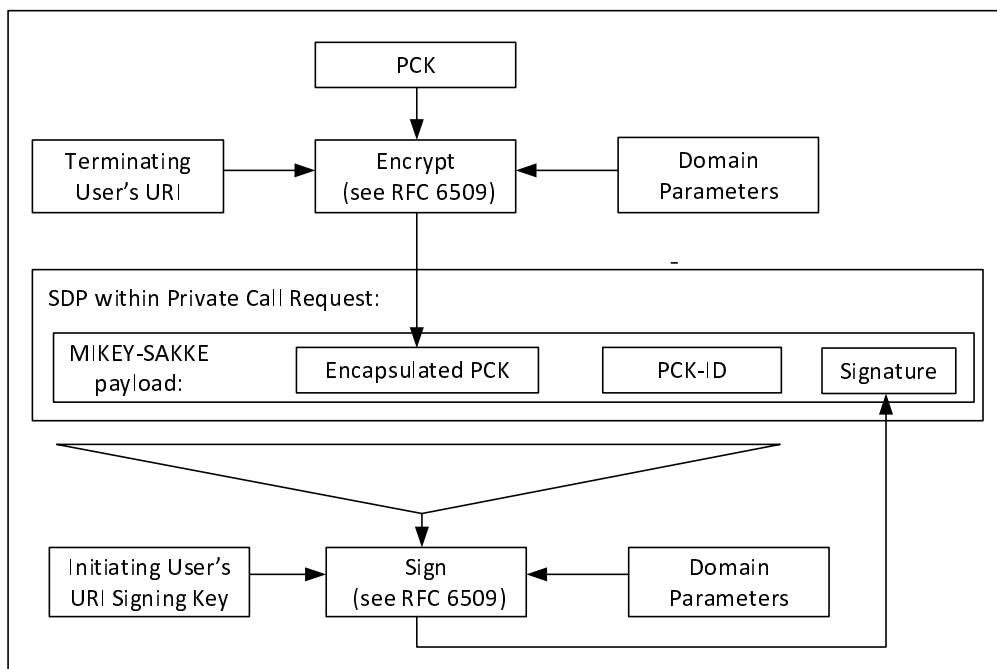 PCK
Terminating
User's URI
Encrypt
(see RFC 6509)
Domain
Parameters
SDP within Private Call Request:
MIKEY-SAKKE
payload:
Encapsulated PCK
PCK-ID
Signature
Initiating User's
URI Signing Key
Sign
(see RFC 6509)
Domain
Parameters